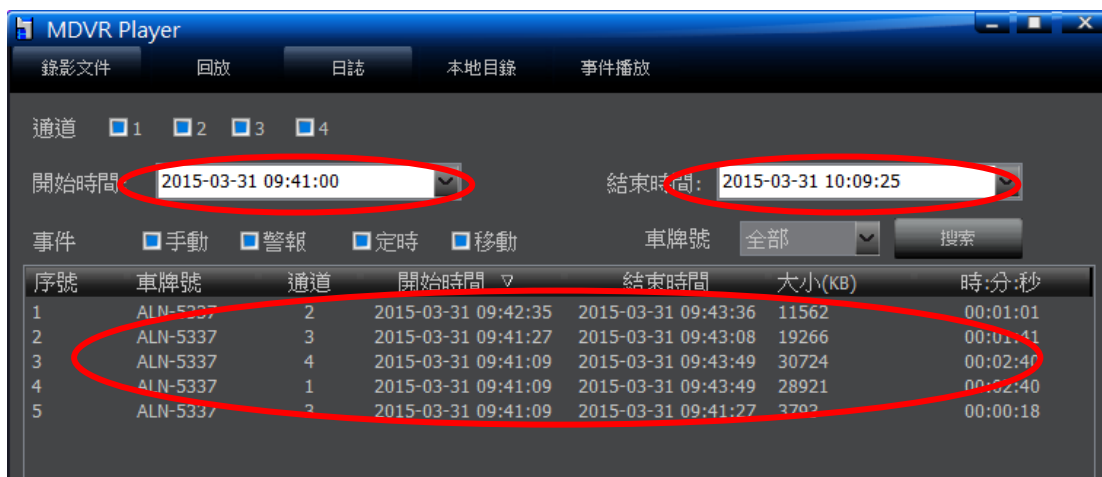 MDVR Player
錄影文件 回放 日誌 本地目錄 事件播放
通道 1 2 3 4
開始時間 2015-03-31 09:41:00 結束時間: 2015-03-31 10:09:25
事件 手動 警報 定時 移動 車牌號 全部 搜索
序號 車牌號 通道 開始時間 結束時間 大小(KB) 時:分:秒
1 ALN-5337 2 2015-03-31 09:42:35 2015-03-31 09:43:36 11562 00:01:01
2 ALN-5337 3 2015-03-31 09:41:27 2015-03-31 09:43:08 19266 00:01:41
3 ALN-5337 4 2015-03-31 09:41:09 2015-03-31 09:43:49 30724 00:02:40
4 ALN-5337 1 2015-03-31 09:41:09 2015-03-31 09:43:49 28921 00:02:40
5 ALN-5337 3 2015-03-31 09:41:09 2015-03-31 09:41:27 3793 00:00:18